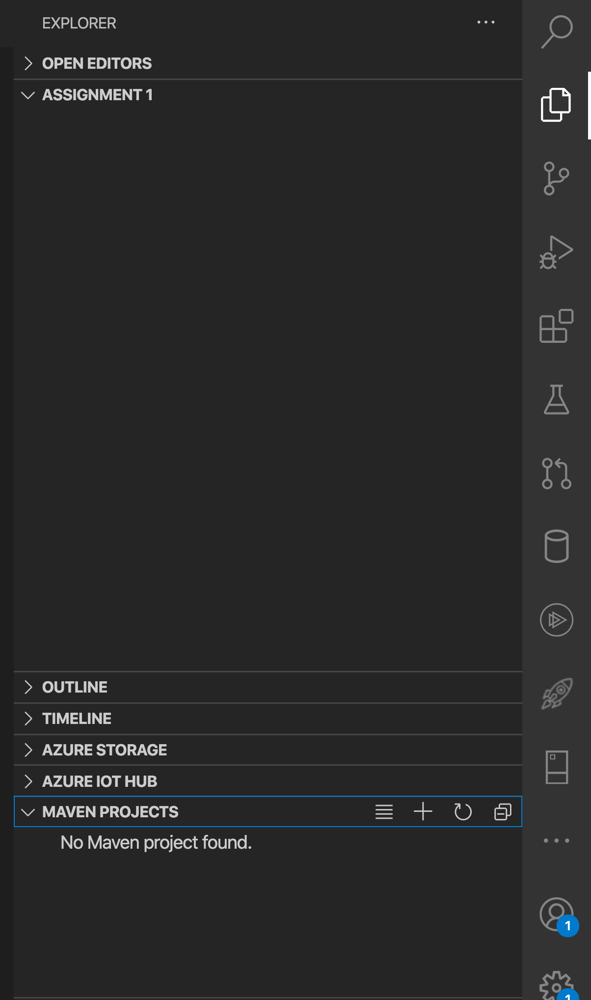 EXPLORER
OPEN EDITORS
ASSIGNMENT 1
OUTLINE
TIMELINE
AZURE STORAGE
AZURE IOT HUB
MAVEN PROJECTS
No Maven project found.
1
1